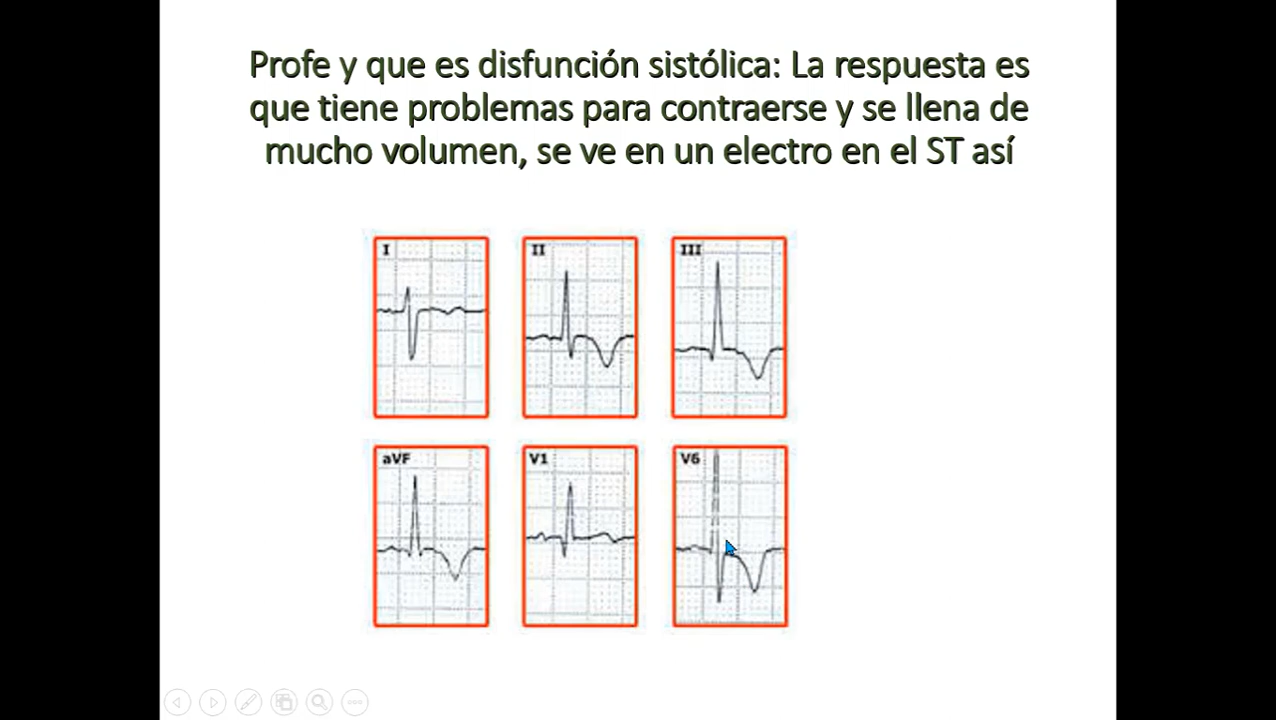 Profe y que es disfunción sistólica: La respuesta es
que tiene problemas para contraerse y se llena de
mucho volumen, se ve en un electro en el ST así
I
II
III
aVF
V1
V6